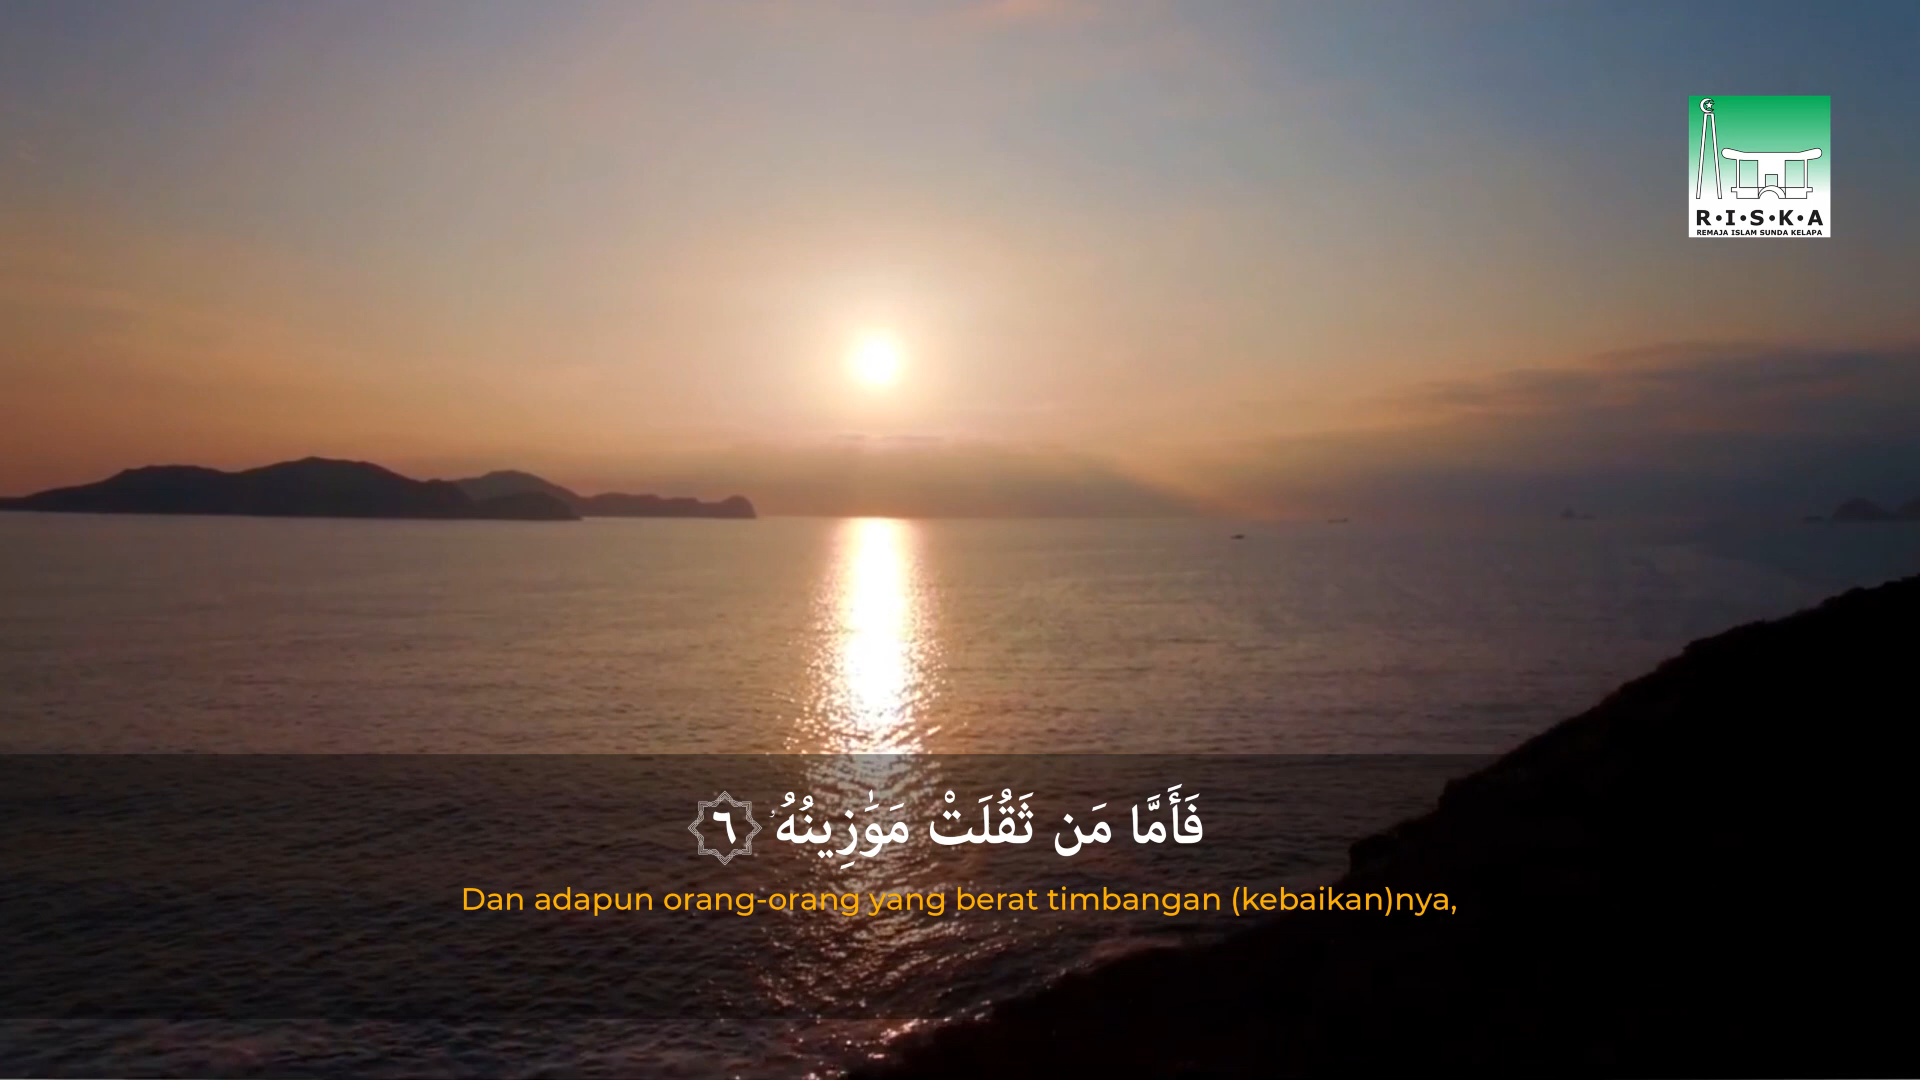 R·I·S·K·A
REMAJA ISLAM SUNDA KELAPA
فَأَمَّا مَن ثَقُلَتْ مَوَٰزِينُهُۥ ٦
Dan adapun orang-orang yang berat timbangan (kebaikan)nya,